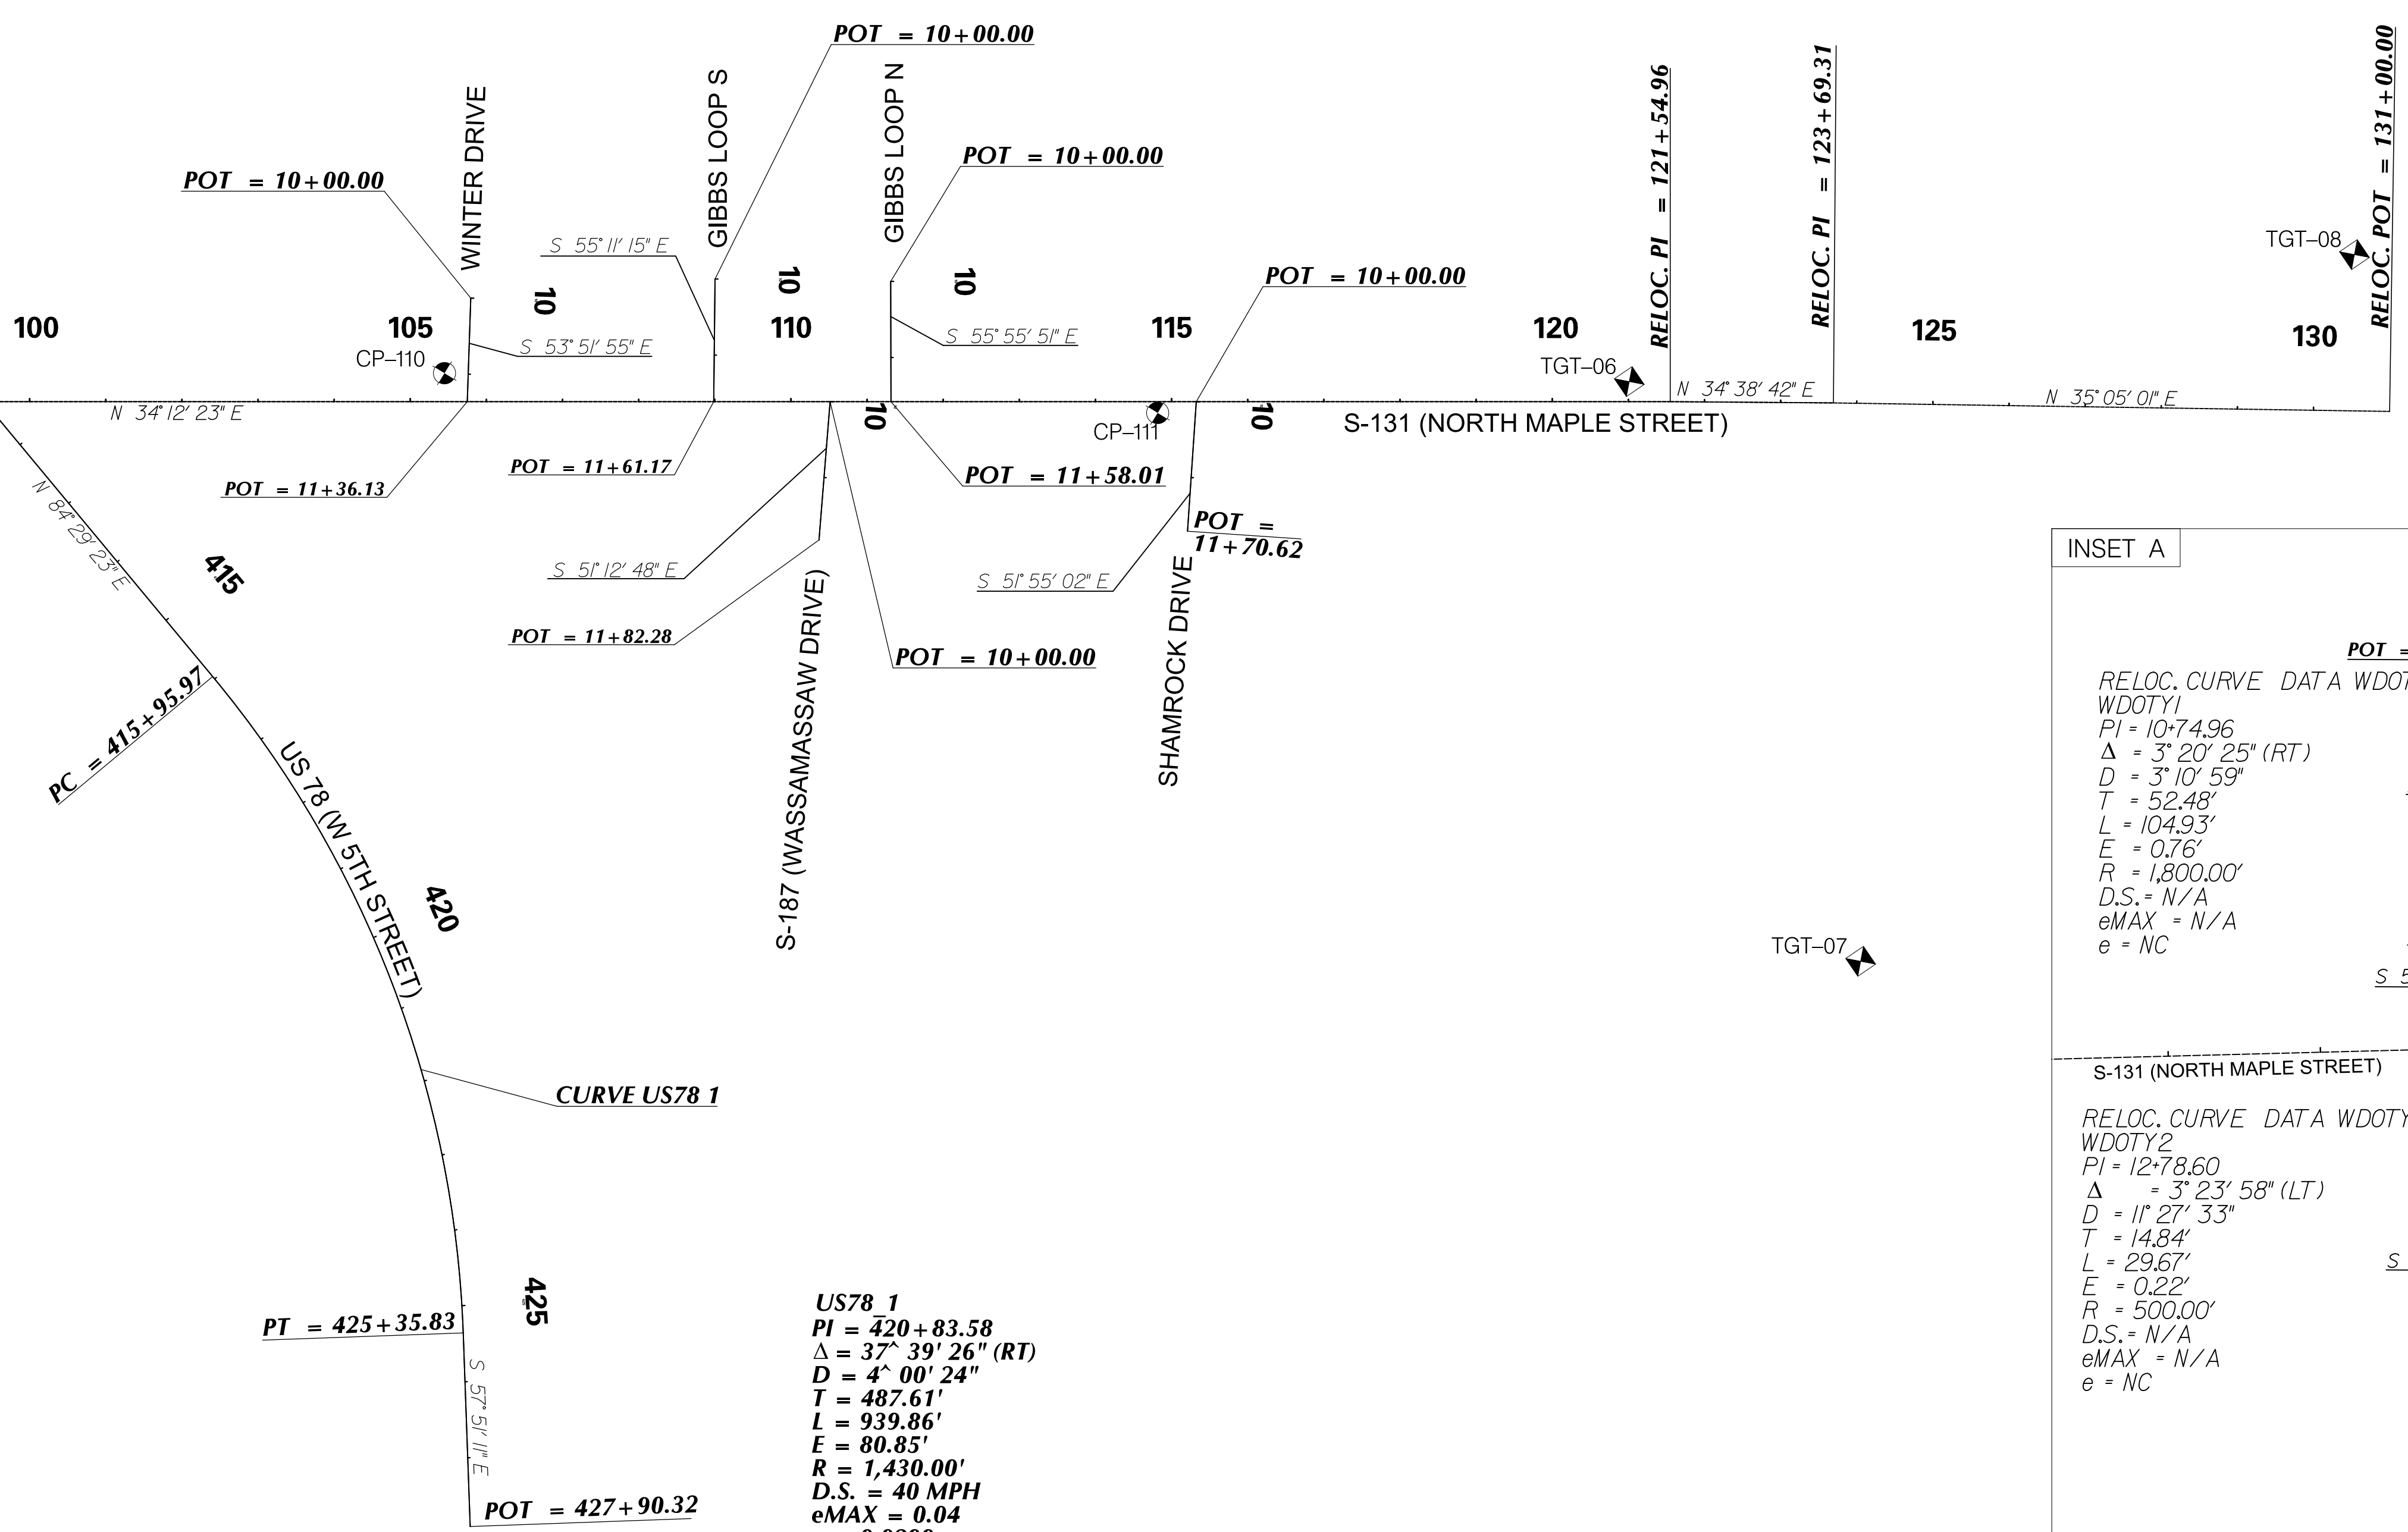 POT = 10+00.00
POT = 10+00.00
POT = 10+00.00
POT = 10+00.00
WINTER DRIVE
GIBBS LOOP S
GIBBS LOOP N
RELOC. PI = 121+54.96
RELOC. PI = 123+69.31
RELOC. POT = 131+00.00
S 55° 11' 15" E
S 53° 51' 55" E
S 55° 55' 51" E
10
10
10
100
105
110
115
120
125
130
CP-110
TGT-06
TGT-08
N 34° 12' 23" E
N 34° 38' 42" E
N 35° 05' 01" E
10
10
CP-111
S-131 (NORTH MAPLE STREET)
POT = 11+36.13
POT = 11+61.17
POT = 11+58.01
POT =
11+70.62
S 51° 12' 48" E
S 51° 55' 02" E
POT = 11+82.28
POT = 10+00.00
S-187 (WASSAMASSAW DRIVE)
SHAMROCK DRIVE
N 84° 29' 23" E
415
PC = 415+95.97
US 78 (W 5TH STREET)
420
CURVE US78 1
425
PT = 425+35.83
S 57° 51' 11" E
POT = 427+90.32
TGT-07
US78_1
PI = 420+83.58
Δ = 37^ 39' 26" (RT)
D = 4^ 00' 24"
T = 487.61'
L = 939.86'
E = 80.85'
R = 1,430.00'
D.S. = 40 MPH
eMAX = 0.04
INSET A
POT =
RELOC. CURVE DATA WDOT
WDOTY1
PI = 10+74.96
Δ = 3° 20' 25" (RT)
D = 3° 10' 59"
T = 52.48'
L = 104.93'
E = 0.76'
R = 1,800.00'
D.S. = N/A
eMAX = N/A
e = NC
S 5
S-131 (NORTH MAPLE STREET)
RELOC. CURVE DATA WDOTY
WDOTY2
PI = 12+78.60
Δ = 3° 23' 58" (LT)
D = 11° 27' 33"
T = 14.84'
L = 29.67'
E = 0.22'
R = 500.00'
D.S. = N/A
eMAX = N/A
e = NC
S